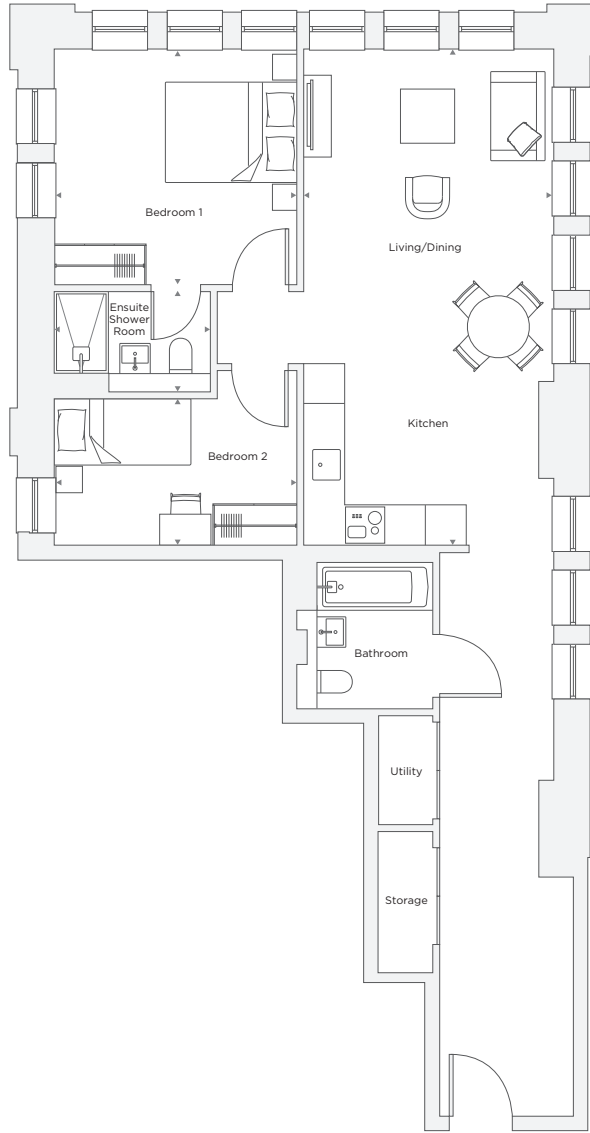 Bedroom 1
Living/Dining
Ensuite
Shower
Room
Kitchen
Bedroom 2
Bathroom
Utility
Storage